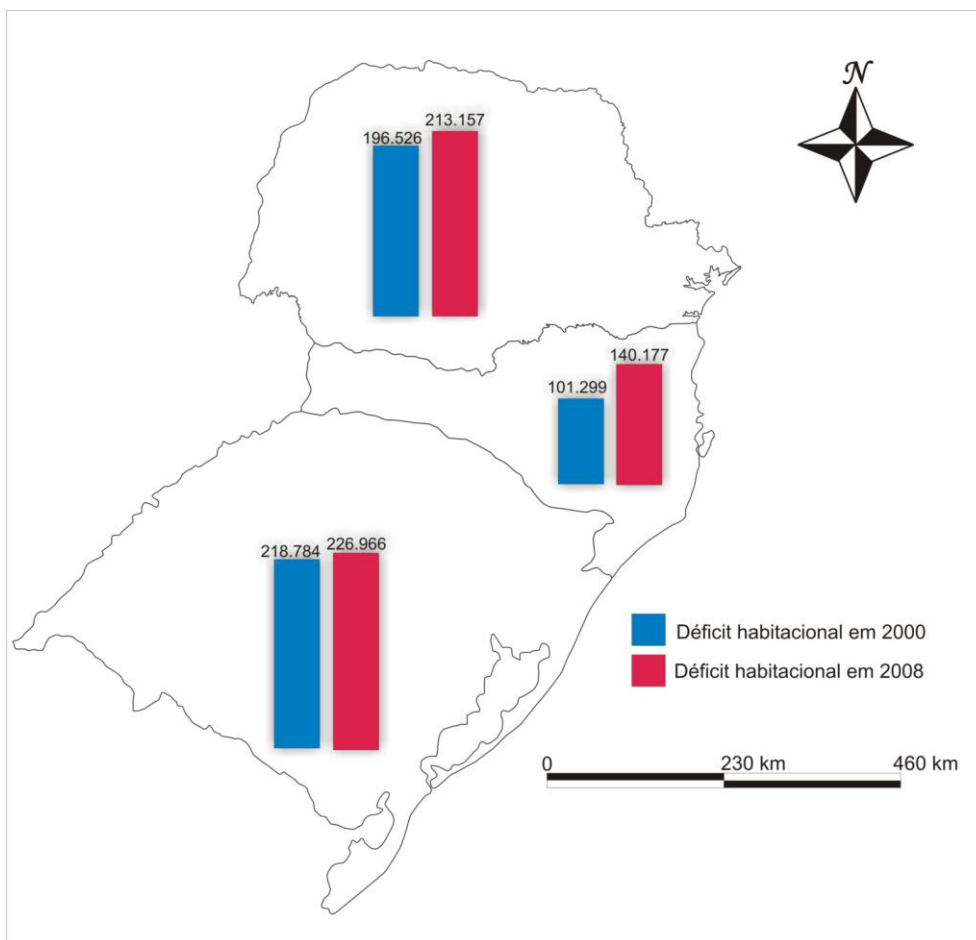 N
213.157
196.526
140.177
101.299
226.966
218.784
Déficit habitacional em 2000
Déficit habitacional em 2008
0 230 km 460 km